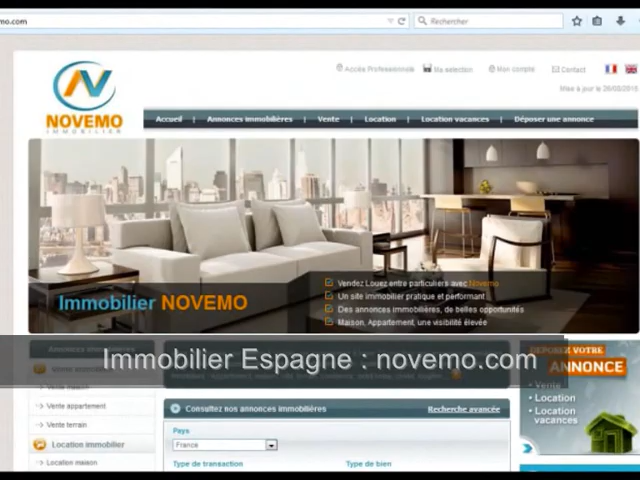 mo.com
Rechercher
Accès Professionnels
Ma selection
Mon compte
Contact
NOVEMO
IMMOBILIER
Accueil | Annonces immobilières | Vente | Location | Location vacances | Déposer une annonce
Vendez Louez entre particuliers avec Novemo
Un site immobilier pratique et performant
Des annonces immobilières, de belles opportunités
Maison, Appartement, une visibilité élevée
Immobilier NOVEMO
Immobilier Espagne : novemo.com
DEPOSEZ VOTRE
ANNONCE
• Vente
• Location
• Location
vacances
Vente appartement
Vente terrain
Location immobilier
Location maison
Consultez nos annonces immobilières
Recherche avancée
Pays
France
Type de transaction
Type de bien